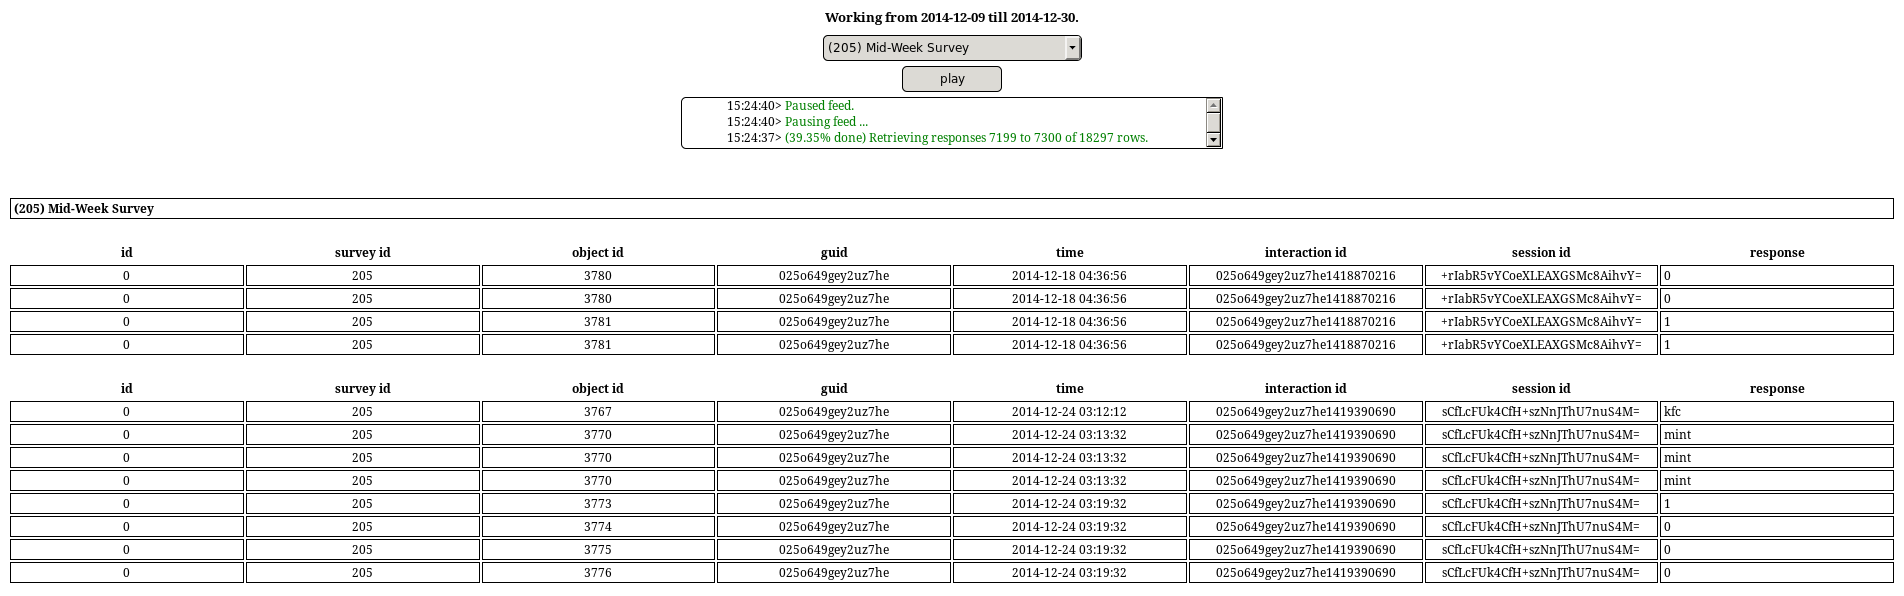 Working from 2014-12-09 till 2014-12-30.
(205) Mid-Week Survey
play
15:24:40> Paused feed.
15:24:40> Pausing feed ...
15:24:37> (39.35% done) Retrieving responses 7199 to 7300 of 18297 rows.
(205) Mid-Week Survey
id survey id object id guid time interaction id session id response
0 205 3780 025o649gey2uz7he 2014-12-18 04:36:56 025o649gey2uz7he1418870216 +rIabR5vYCoeXLEAXGSMc8AihvY= 0
0 205 3780 025o649gey2uz7he 2014-12-18 04:36:56 025o649gey2uz7he1418870216 +rIabR5vYCoeXLEAXGSMc8AihvY= 0
0 205 3781 025o649gey2uz7he 2014-12-18 04:36:56 025o649gey2uz7he1418870216 +rIabR5vYCoeXLEAXGSMc8AihvY= 1
0 205 3781 025o649gey2uz7he 2014-12-18 04:36:56 025o649gey2uz7he1418870216 +rIabR5vYCoeXLEAXGSMc8AihvY= 1
id survey id object id guid time interaction id session id response
0 205 3767 025o649gey2uz7he 2014-12-24 03:12:12 025o649gey2uz7he1419390690 sCfLcFUk4CfH+szNnJThU7nuS4M= kfc
0 205 3770 025o649gey2uz7he 2014-12-24 03:13:32 025o649gey2uz7he1419390690 sCfLcFUk4CfH+szNnJThU7nuS4M= mint
0 205 3770 025o649gey2uz7he 2014-12-24 03:13:32 025o649gey2uz7he1419390690 sCfLcFUk4CfH+szNnJThU7nuS4M= mint
0 205 3770 025o649gey2uz7he 2014-12-24 03:13:32 025o649gey2uz7he1419390690 sCfLcFUk4CfH+szNnJThU7nuS4M= mint
0 205 3773 025o649gey2uz7he 2014-12-24 03:19:32 025o649gey2uz7he1419390690 sCfLcFUk4CfH+szNnJThU7nuS4M= 1
0 205 3774 025o649gey2uz7he 2014-12-24 03:19:32 025o649gey2uz7he1419390690 sCfLcFUk4CfH+szNnJThU7nuS4M= 0
0 205 3775 025o649gey2uz7he 2014-12-24 03:19:32 025o649gey2uz7he1419390690 sCfLcFUk4CfH+szNnJThU7nuS4M= 0
0 205 3776 025o649gey2uz7he 2014-12-24 03:19:32 025o649gey2uz7he1419390690 sCfLcFUk4CfH+szNnJThU7nuS4M= 0